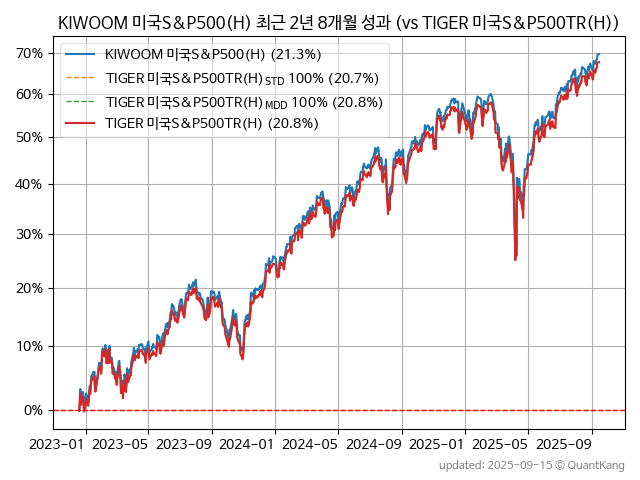 KIWOOM 미국S&P500(H) 최근 2년 8개월 성과 (vs TIGER 미국S&P500TR(H))
KIWOOM 미국S&P500(H) (21.3%)
TIGER 미국S&P500TR(H) STD 100% (20.7%)
TIGER 미국S&P500TR(H) MDD 100% (20.8%)
TIGER 미국S&P500TR(H) (20.8%)
70%
60%
50%
40%
30%
20%
10%
0%
2023-01 2023-05 2023-09 2024-01 2024-05 2024-09 2025-01 2025-05 2025-09
updated: 2025-09-15 © QuantKang